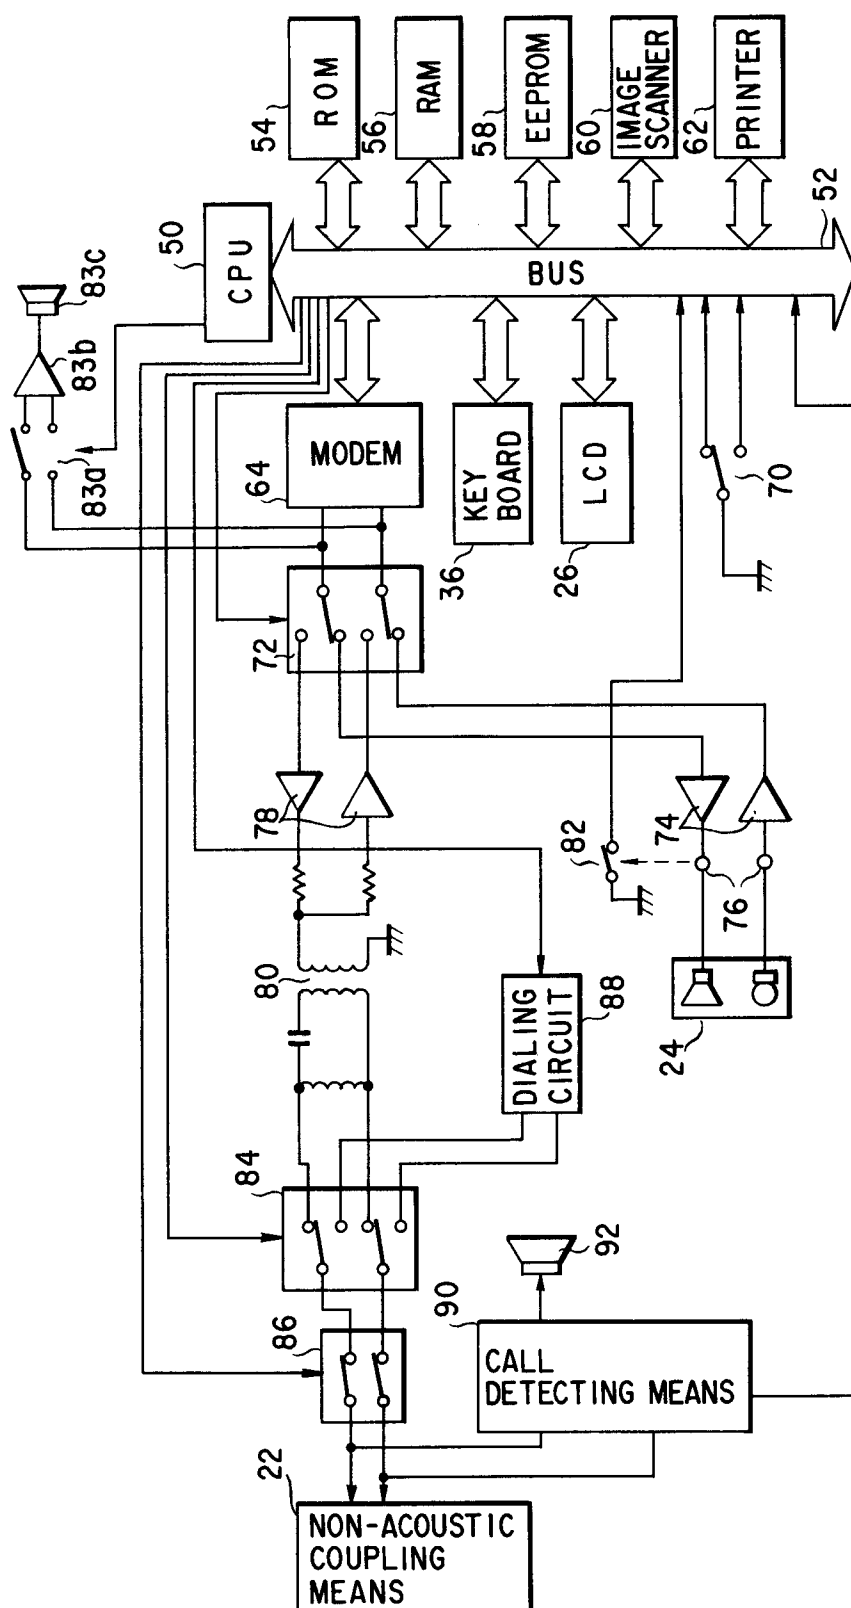 83c
83b
83a
50
CPU
54
ROM
56
RAM
58
EEPROM
60
IMAGE
SCANNER
62
PRINTER
52
BUS
64
MODEM
36
KEY
BOARD
26
LCD
70
72
78
80
82
74
76
24
88
DIALING
CIRCUIT
84
86
90
CALL
DETECTING MEANS
92
22
NON-ACOUSTIC
COUPLING
MEANS